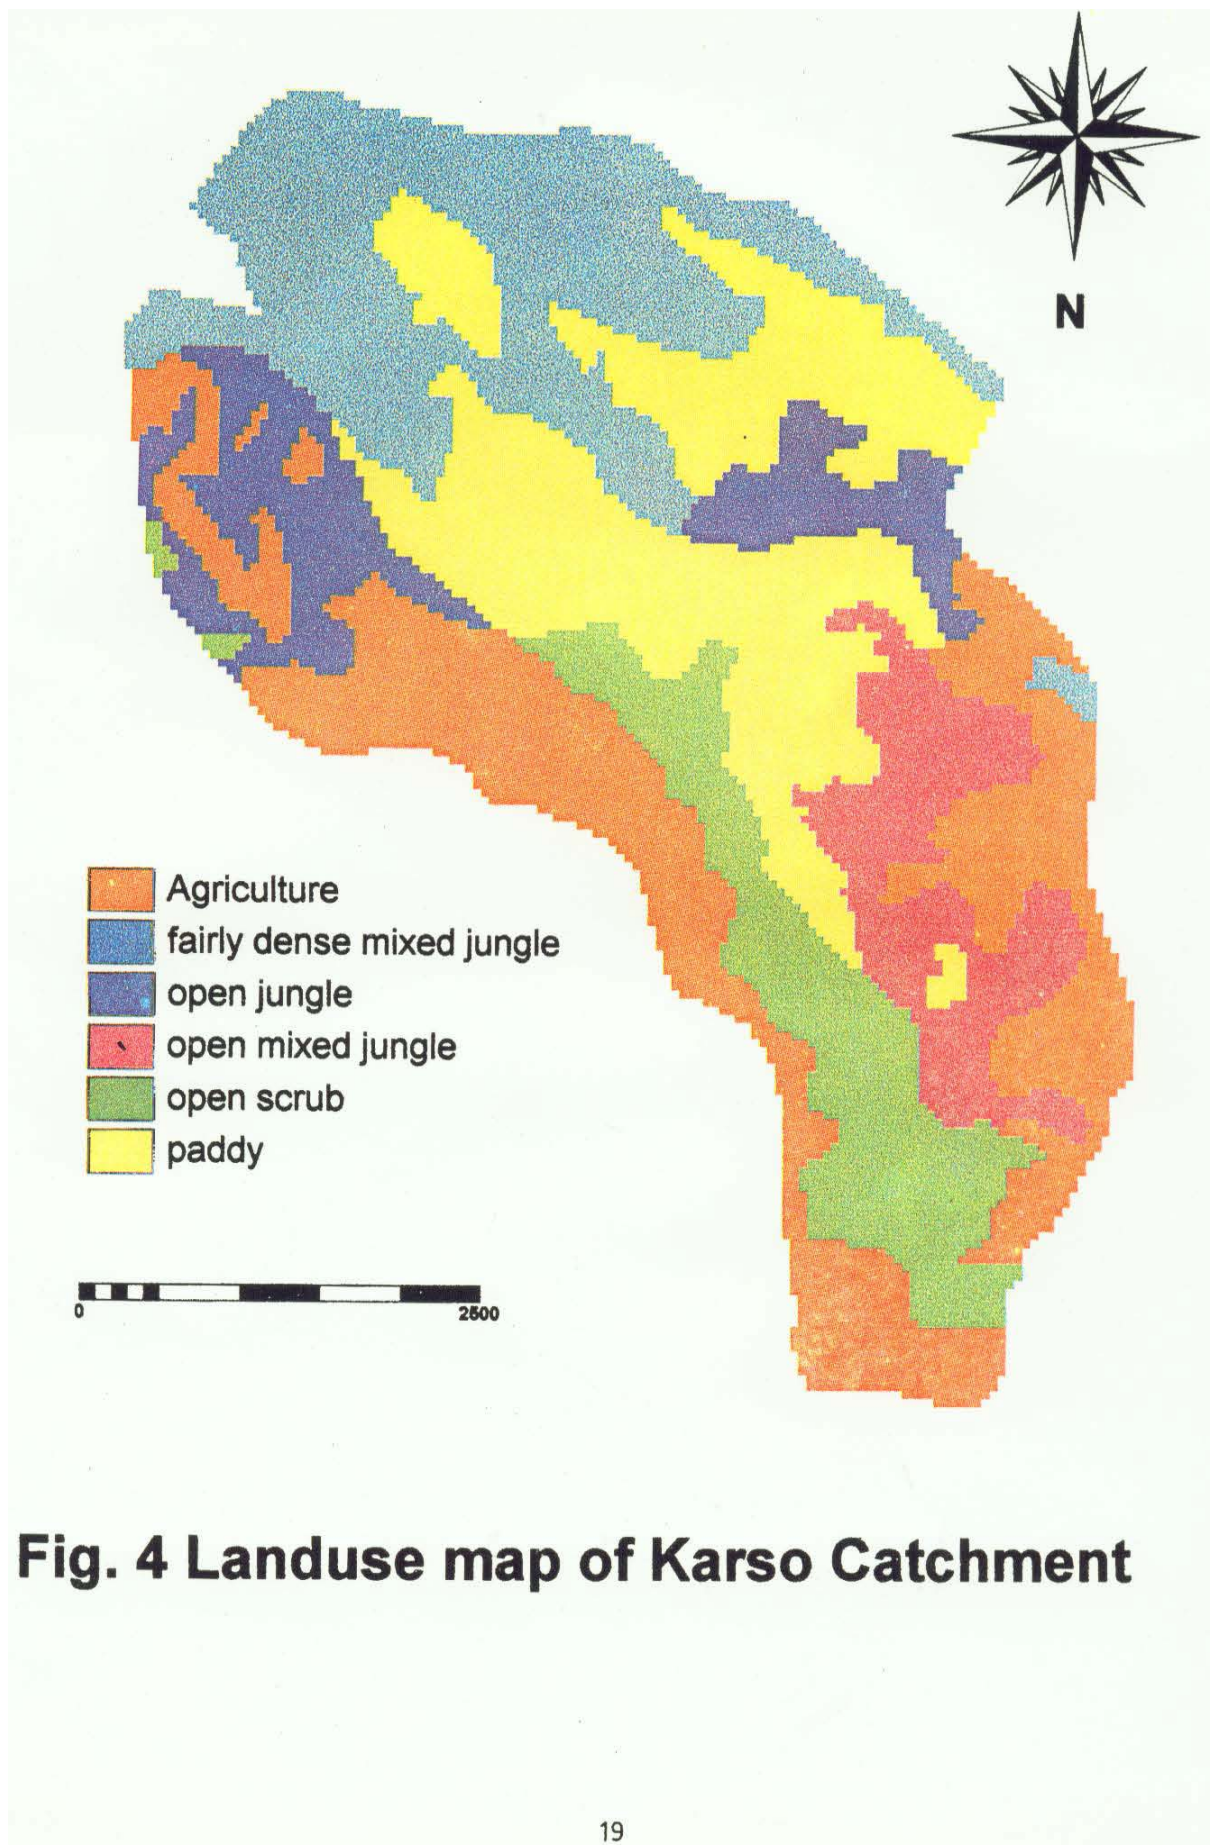 N
Agriculture
fairly dense mixed jungle
open jungle
open mixed jungle
open scrub
paddy
0 2500
Fig. 4 Landuse map of Karso Catchment
19